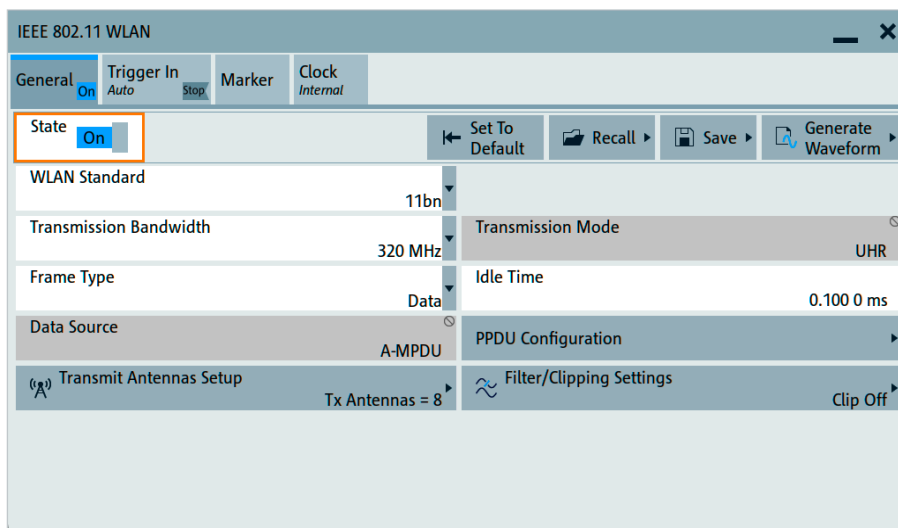 IEEE 802.11 WLAN
General On
Trigger In
Auto Stop
Marker
Clock
Internal
State
On
Set To
Default
Recall
Save
Generate
Waveform
WLAN Standard
11bn
Transmission Bandwidth
320 MHz
Transmission Mode
UHR
Frame Type
Data
Idle Time
0.100 0 ms
Data Source
A-MPDU
PPDU Configuration
Transmit Antennas Setup
Tx Antennas = 8
Filter/Clipping Settings
Clip Off